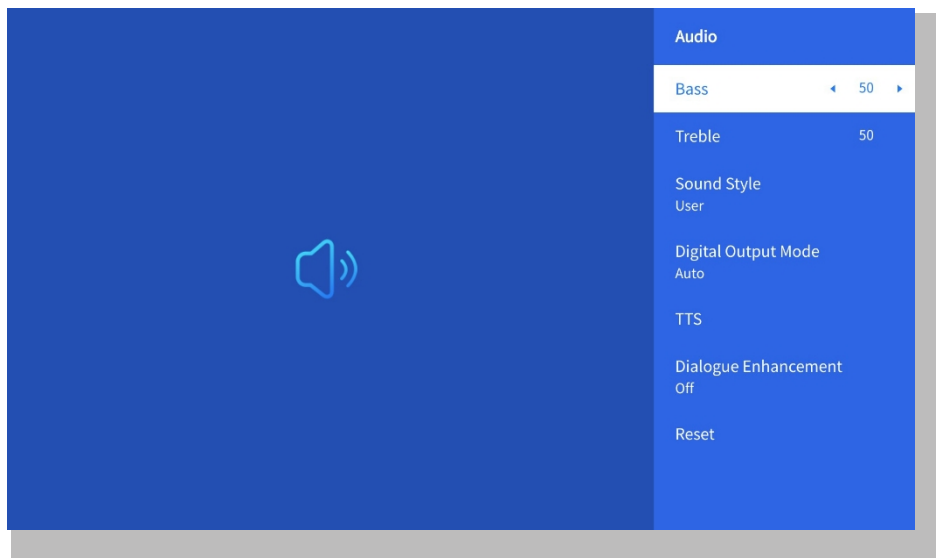 Audio
Bass 50
Treble 50
Sound Style
User
Digital Output Mode
Auto
TTS
Dialogue Enhancement
Off
Reset